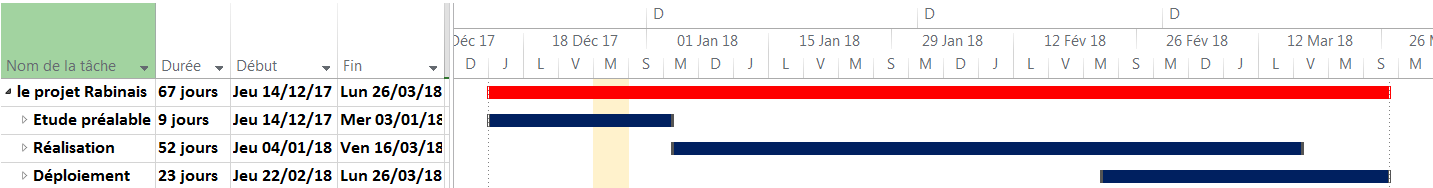 D D D
Déc 17 18 Déc 17 01 Jan 18 15 Jan 18 29 Jan 18 12 Fév 18 26 Fév 18 12 Mar 18 26 M
Nom de la tâche Durée Début Fin D J L V M S M D J L V M S M D J L V M S M D J L V M S M
le projet Rabinais 67 jours Jeu 14/12/17 Lun 26/03/18
Etude préalable 9 jours Jeu 14/12/17 Mer 03/01/18
Réalisation 52 jours Jeu 04/01/18 Ven 16/03/18
Déploiement 23 jours Jeu 22/02/18 Lun 26/03/18